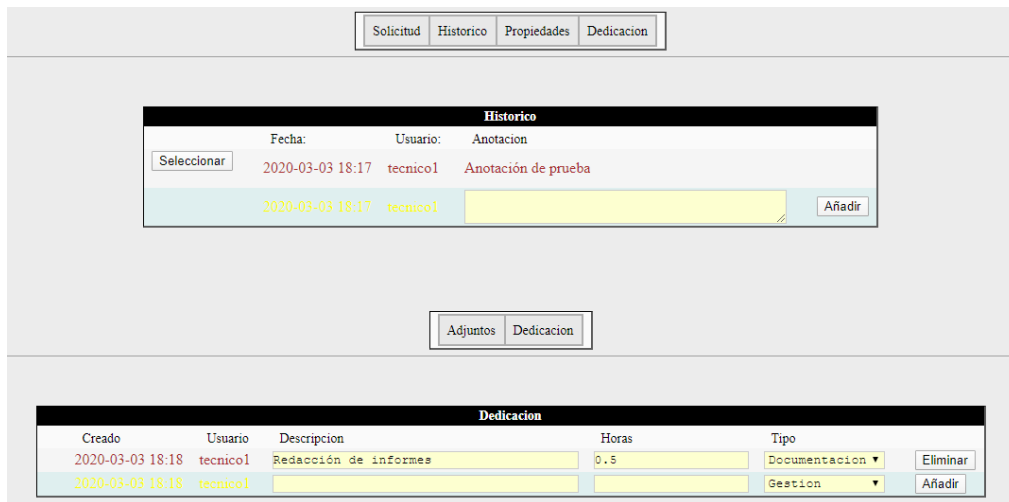 Solicitud Historico Propiedades Dedicacion
Historico
Fecha: Usuario: Anotacion
Seleccionar 2020-03-03 18:17 tecnico1 Anotación de prueba
2020-03-03 18:17 tecnico1 Añadir
Adjuntos Dedicacion
Dedicacion
Creado Usuario Descripcion Horas Tipo
2020-03-03 18:18 tecnico1 Redacción de informes 0.5 Documentacion Eliminar
2020-03-03 18:18 tecnico1 Gestion Añadir